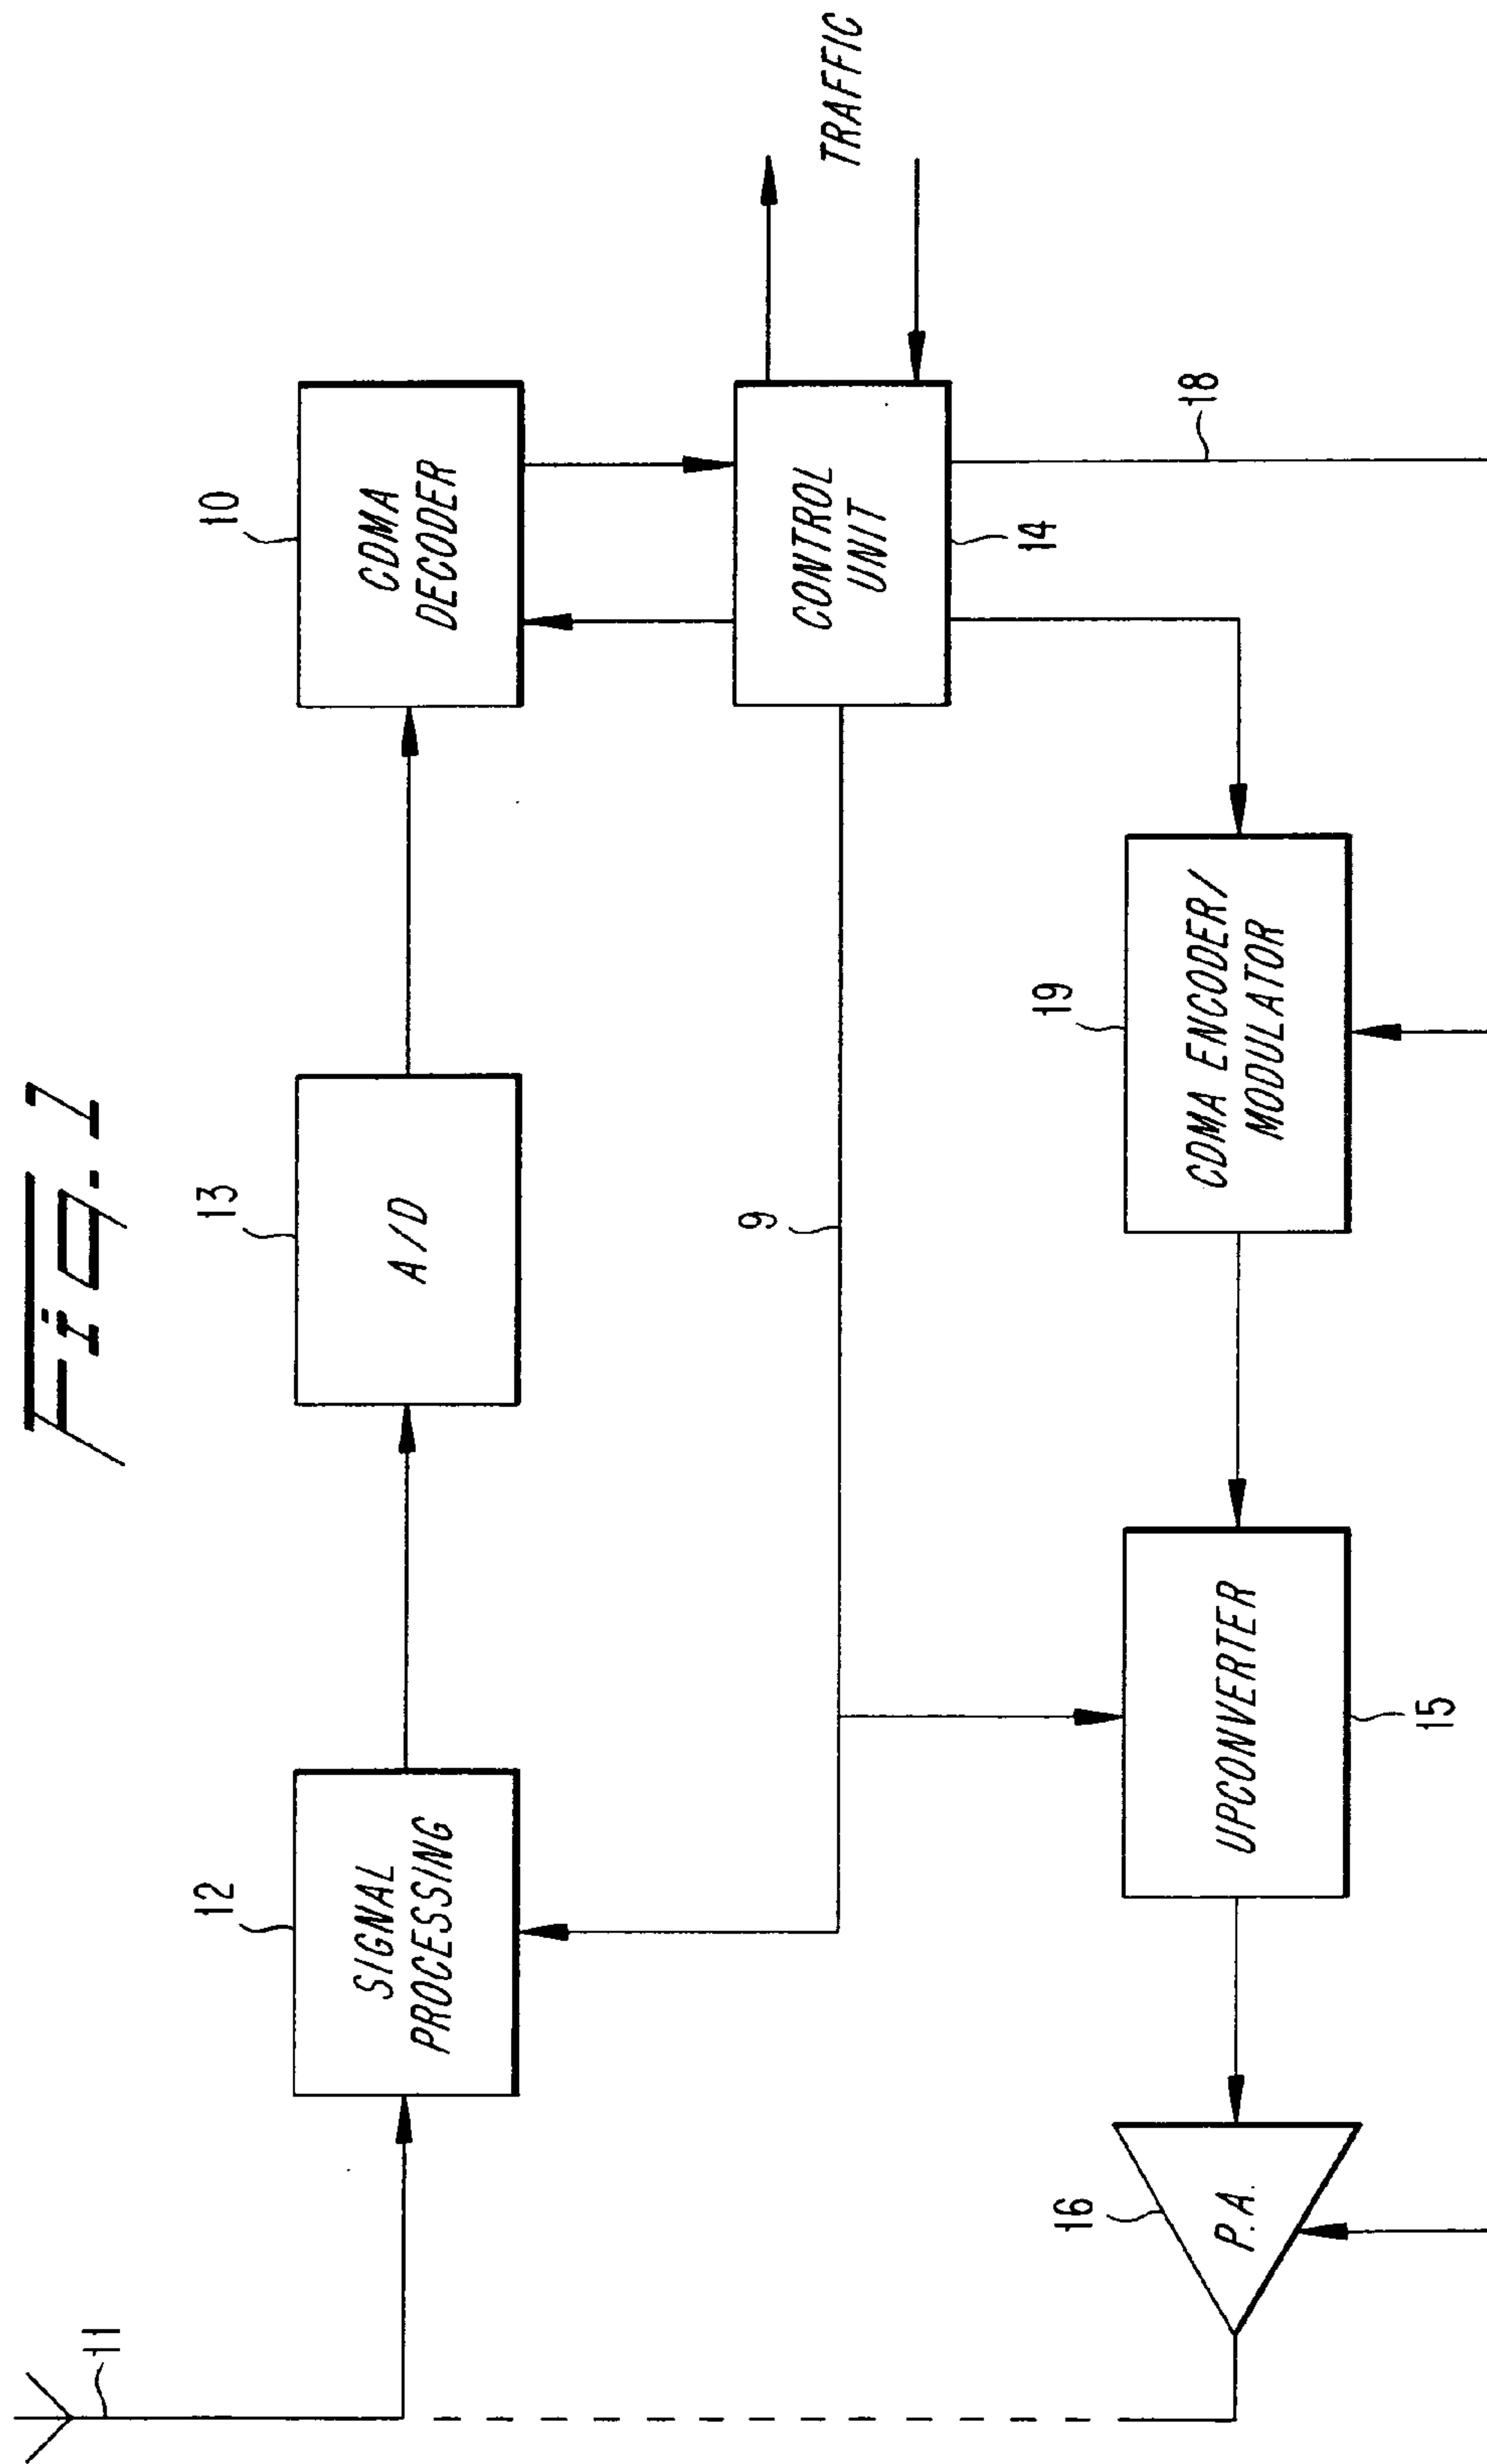 Fig. 1
11
12
SIGNAL
PROCESSING
13
A/D
10
CDMA
DECODER
9
CONTROL
UNIT
14
TRAFFIC
18
16
P.A.
UPCONVERTER
15
19
CDMA ENCODER/
MODULATOR